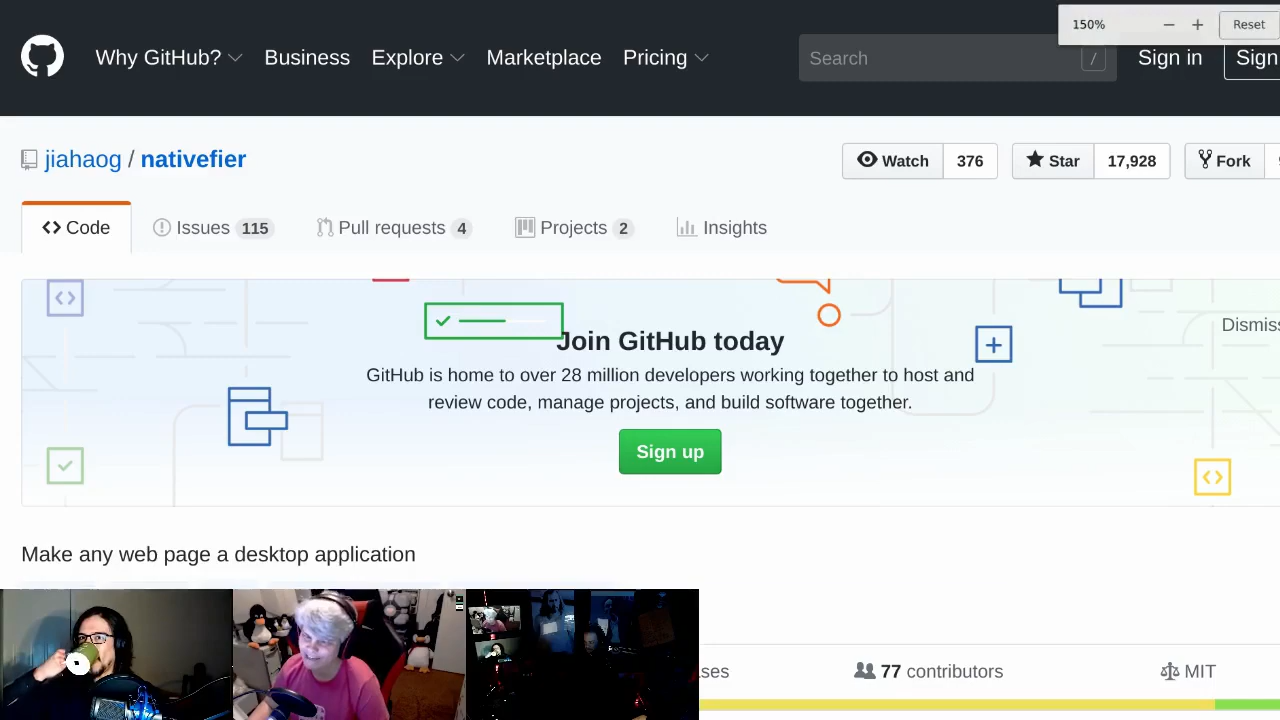 150% − + Reset
Why GitHub? Business Explore Marketplace Pricing Search / Sign in Sign
jiahaog / nativefier Watch 376 Star 17,928 Fork
Code Issues 115 Pull requests 4 Projects 2 Insights
Dismiss
Join GitHub today
GitHub is home to over 28 million developers working together to host and
review code, manage projects, and build software together.
Sign up
Make any web page a desktop application
77 contributors MIT